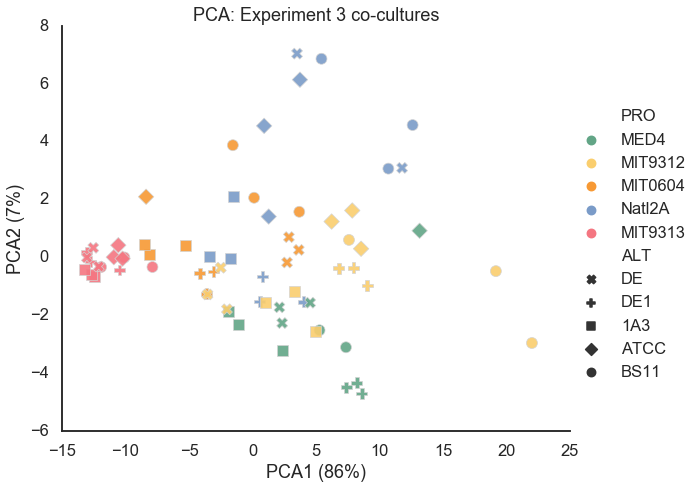 PCA: Experiment 3 co-cultures
8
6
4
2
0
−2
−4
−6
PCA2 (7%)
−15 −10 −5 0 5 10 15 20 25
PCA1 (86%)
PRO
MED4
MIT9312
MIT0604
Natl2A
MIT9313
ALT
DE
DE1
1A3
ATCC
BS11